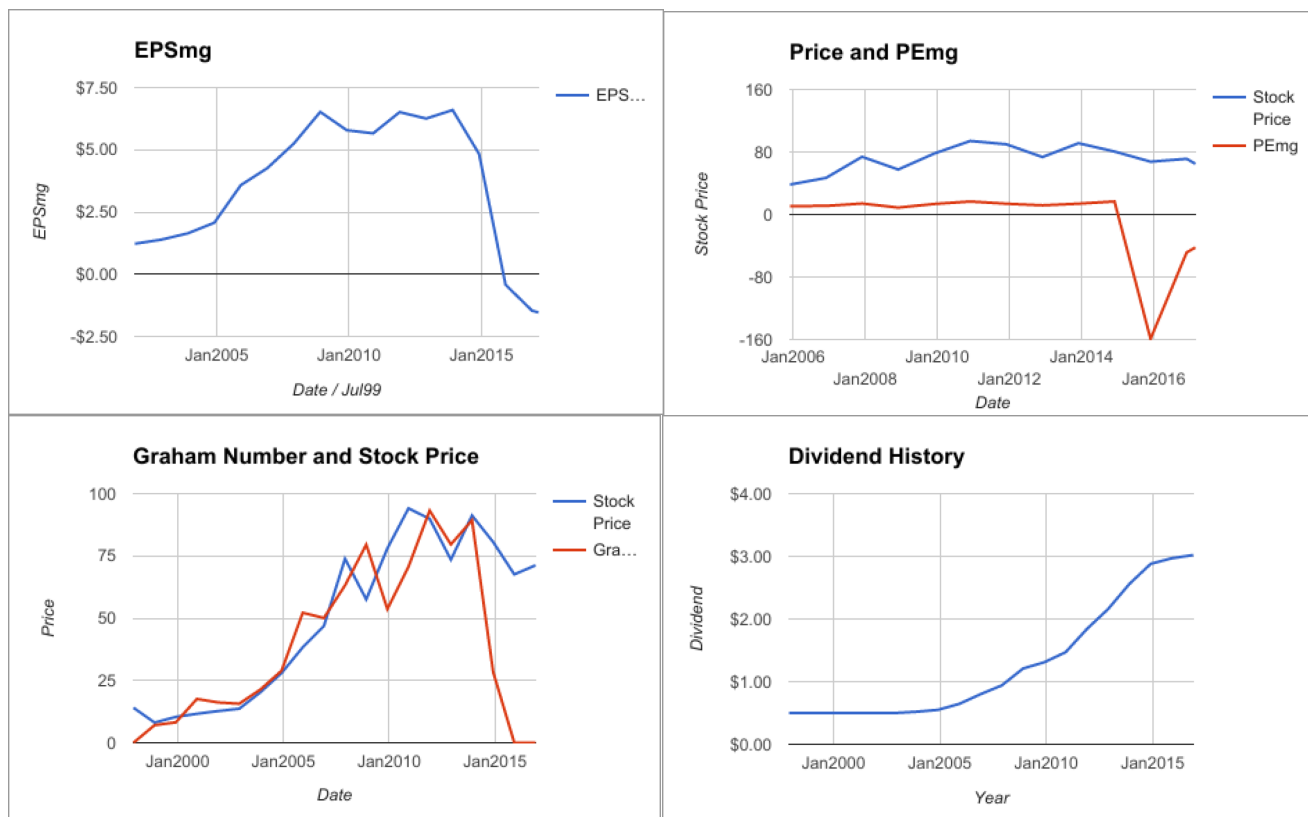 EPSmg
$7.50
$5.00
$2.50
$0.00
-$2.50
EPSmg
Jan2005
Jan2010
Jan2015
Date / Jul99
EPS…
Price and PEmg
160
80
0
-80
-160
Stock Price
Jan2006
Jan2008
Jan2010
Jan2012
Jan2014
Jan2016
Date
Stock
Price
PEmg
Graham Number and Stock Price
100
75
50
25
0
Price
Jan2000
Jan2005
Jan2010
Jan2015
Date
Stock
Price
Gra…
Dividend History
$4.00
$3.00
$2.00
$1.00
$0.00
Dividend
Jan2000
Jan2005
Jan2010
Jan2015
Year